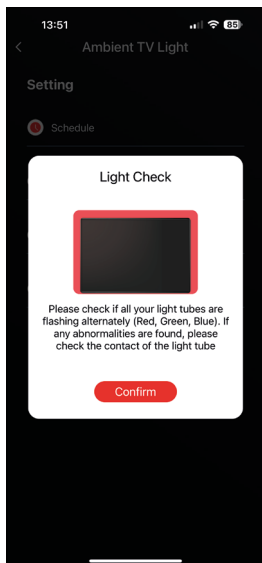 13:51
85
Ambient TV Light
Setting
Schedule
Light Check
Please check if all your light tubes are
flashing alternately (Red, Green, Blue). If
any abnormalities are found, please
check the contact of the light tube
Confirm